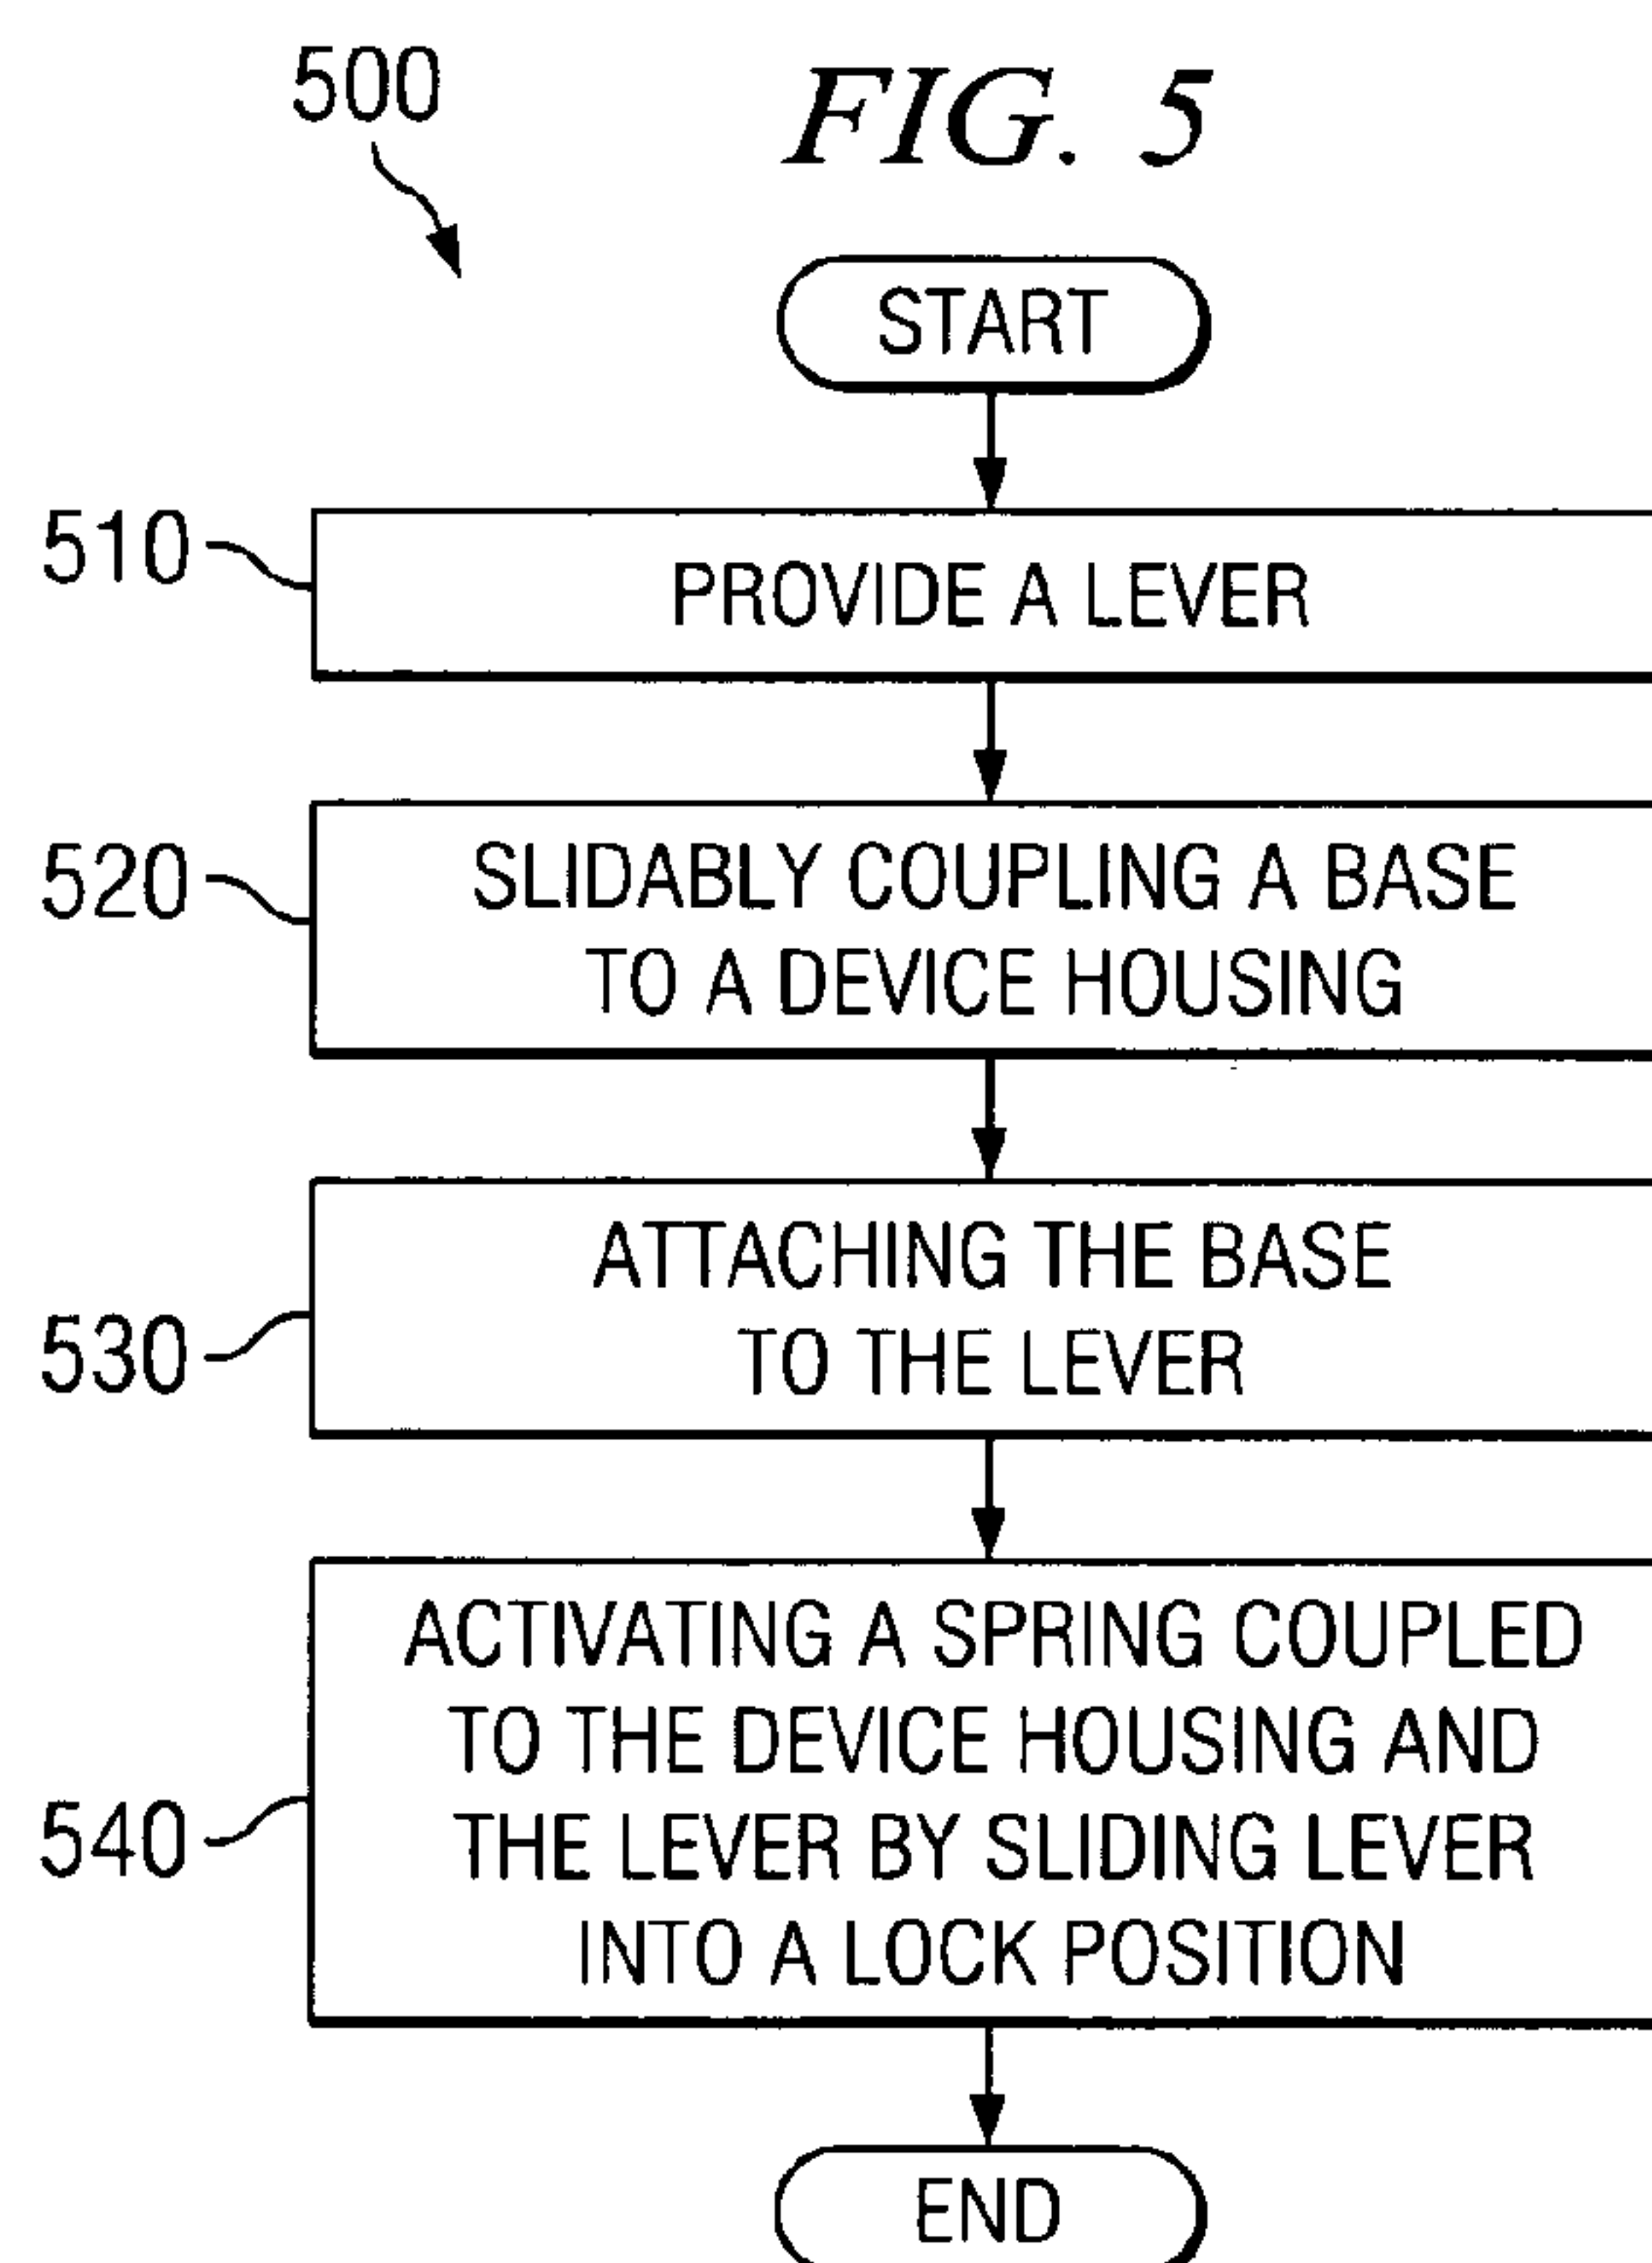 500
FIG. 5
START
510
PROVIDE A LEVER
520
SLIDABLY COUPLING A BASE
TO A DEVICE HOUSING
530
ATTACHING THE BASE
TO THE LEVER
540
ACTIVATING A SPRING COUPLED
TO THE DEVICE HOUSING AND
THE LEVER BY SLIDING LEVER
INTO A LOCK POSITION
END